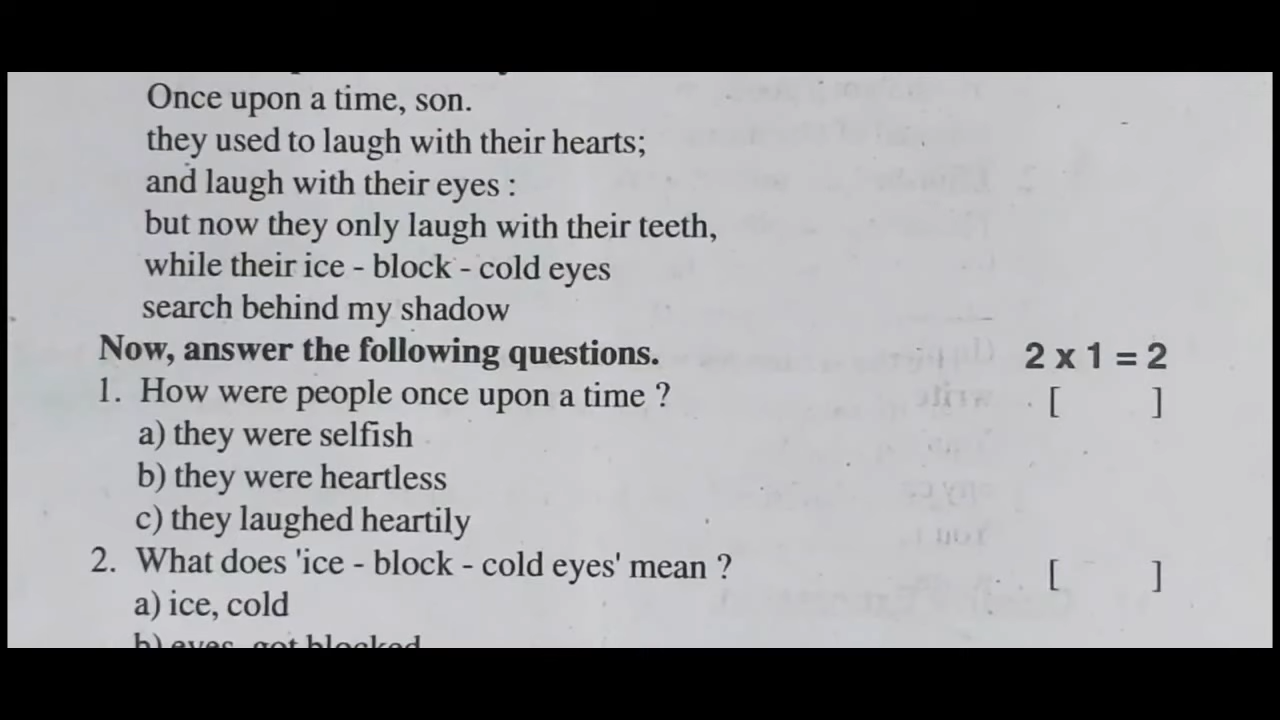 Once upon a time, son.
they used to laugh with their hearts;
and laugh with their eyes :
but now they only laugh with their teeth,
while their ice - block - cold eyes
search behind my shadow
Now, answer the following questions. 2 x 1 = 2
1. How were people once upon a time ? [ ]
a) they were selfish
b) they were heartless
c) they laughed heartily
2. What does 'ice - block - cold eyes' mean ? [ ]
a) ice, cold
b) eyes, got blocked